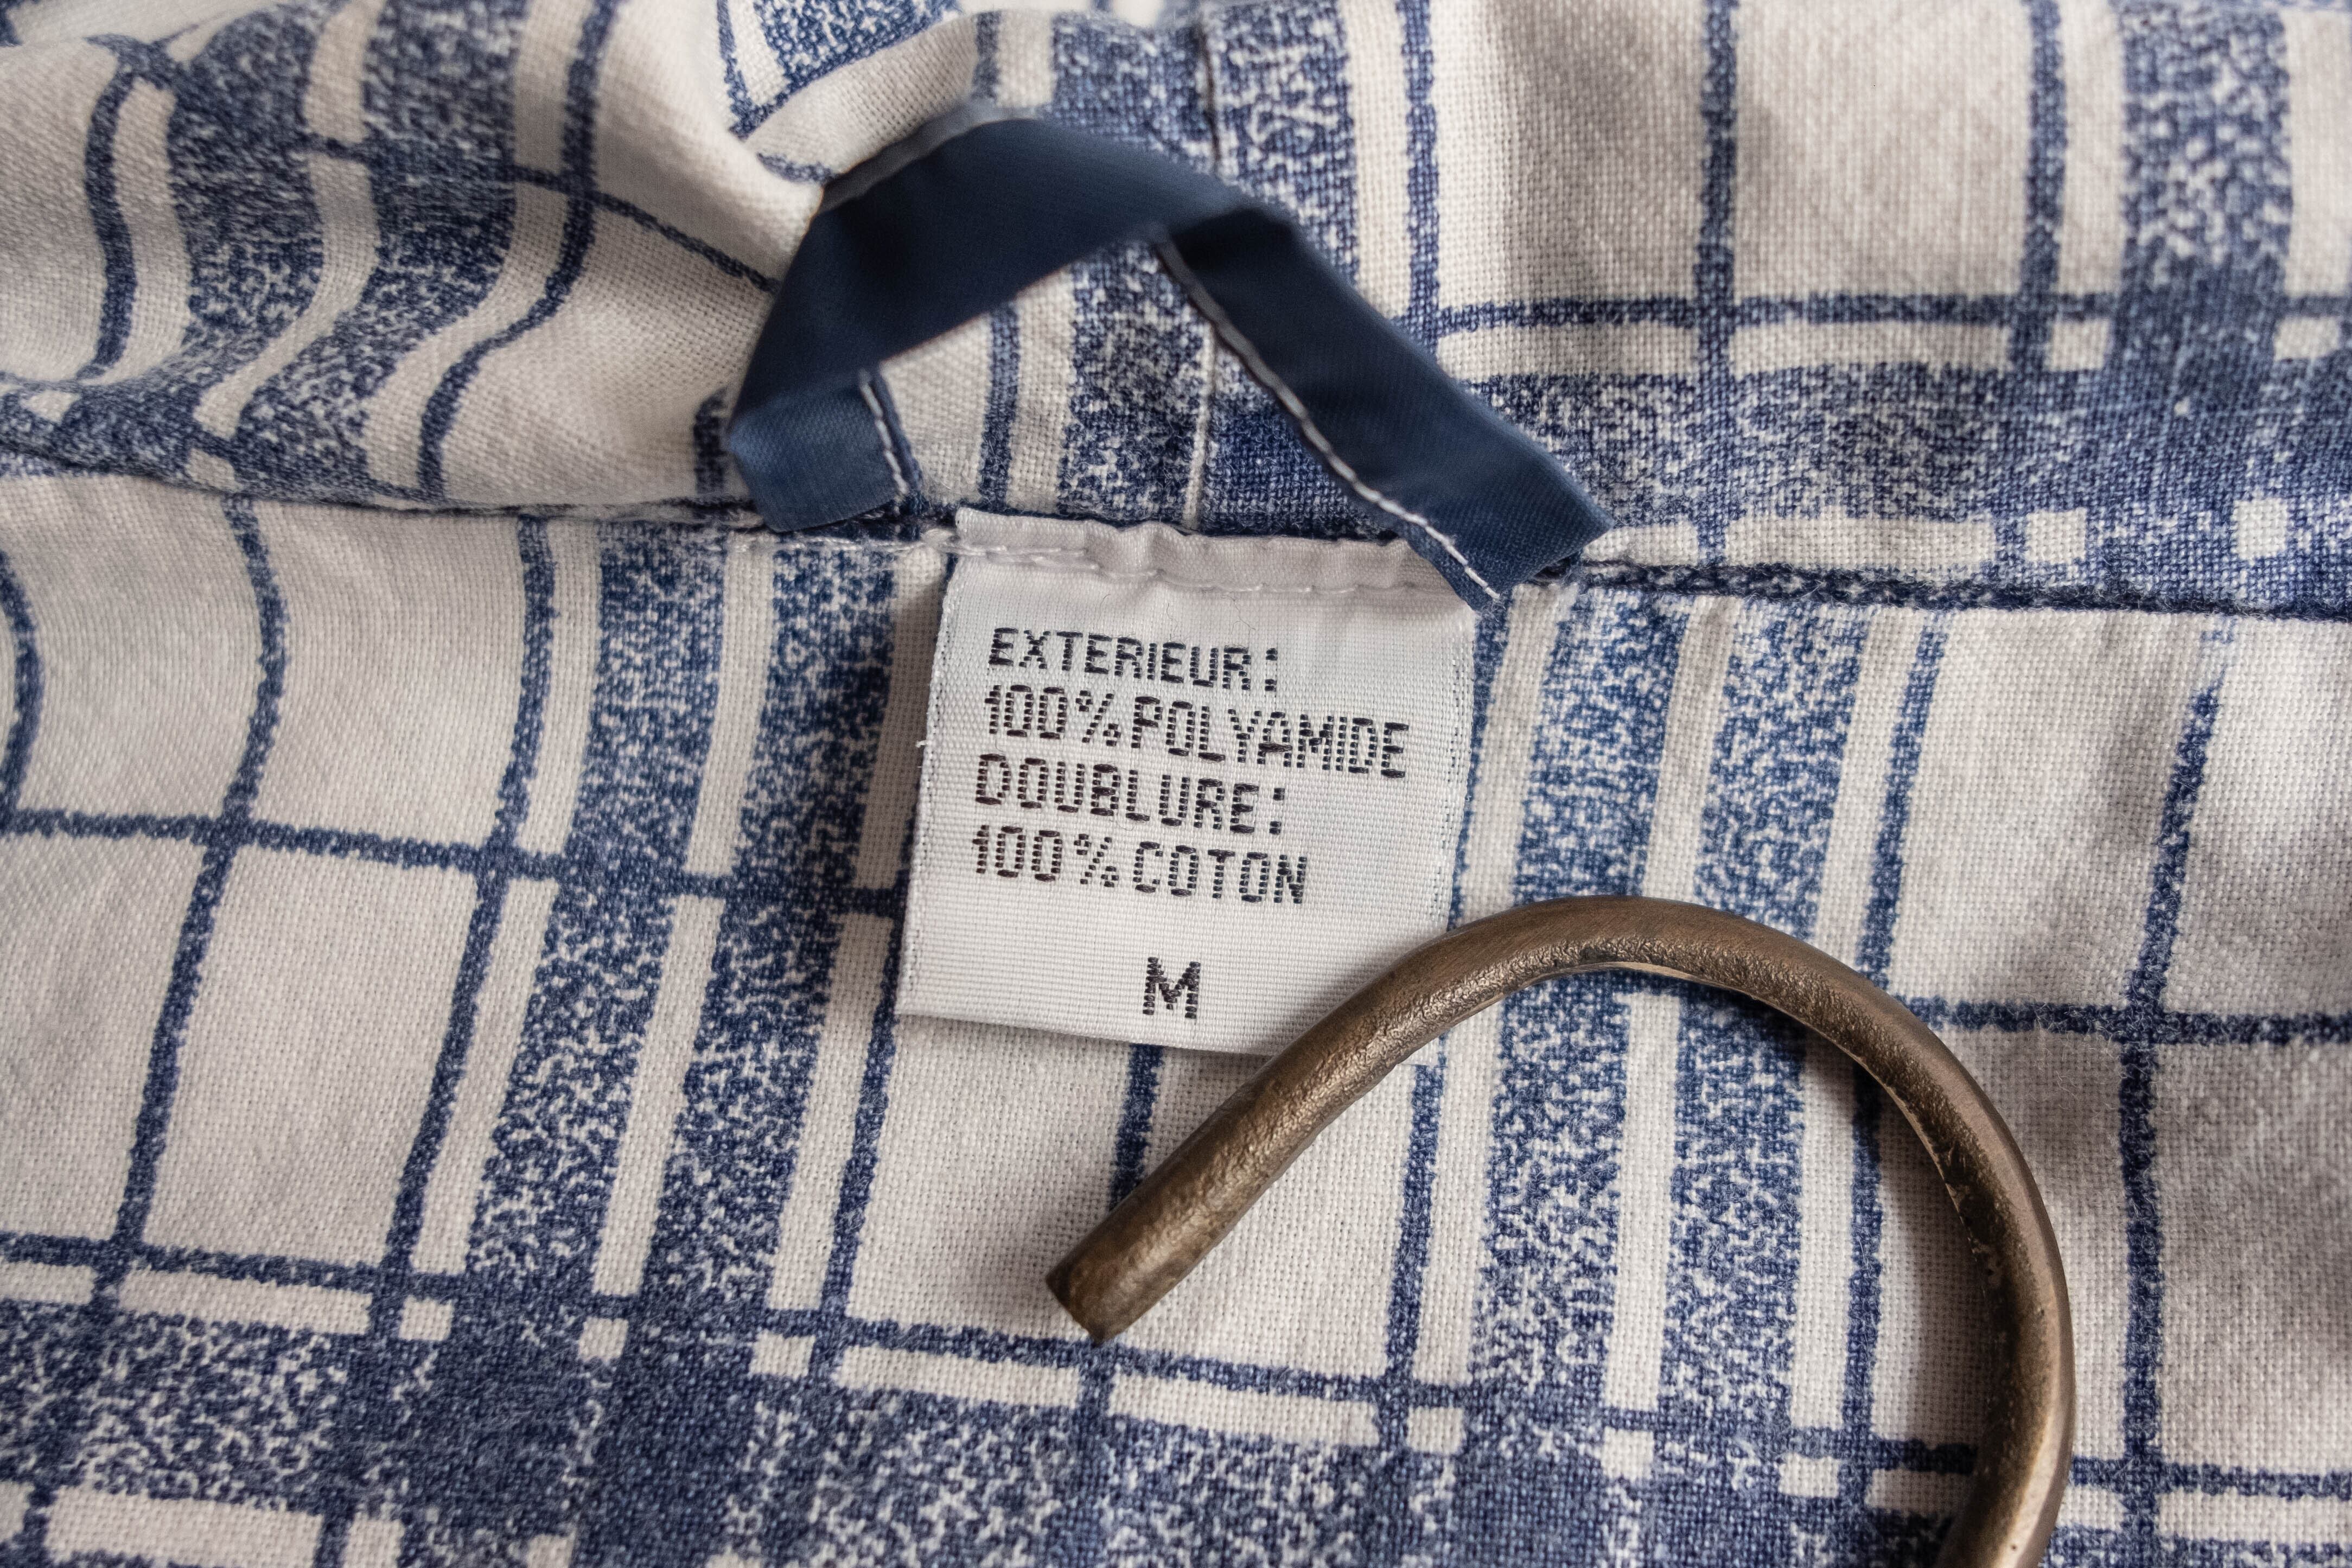 EXTERIEUR:
100% POLYAMIDE
DOUBLURE:
100% COTON
M